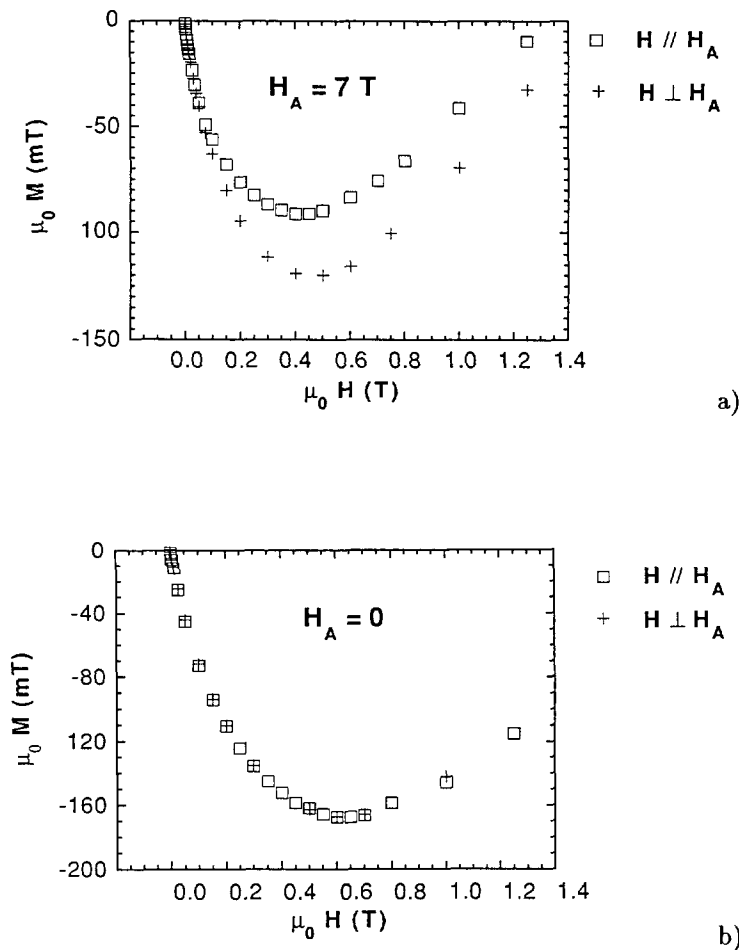 0
-50
-100
-150
μ₀ M (mT)
H_A = 7 T
H // H_A
H ⊥ H_A
0.0 0.2 0.4 0.6 0.8 1.0 1.2 1.4
μ₀ H (T)
a)
0
-40
-80
-120
-160
-200
μ₀ M (mT)
H_A = 0
H // H_A
H ⊥ H_A
0.0 0.2 0.4 0.6 0.8 1.0 1.2 1.4
μ₀ H (T)
b)